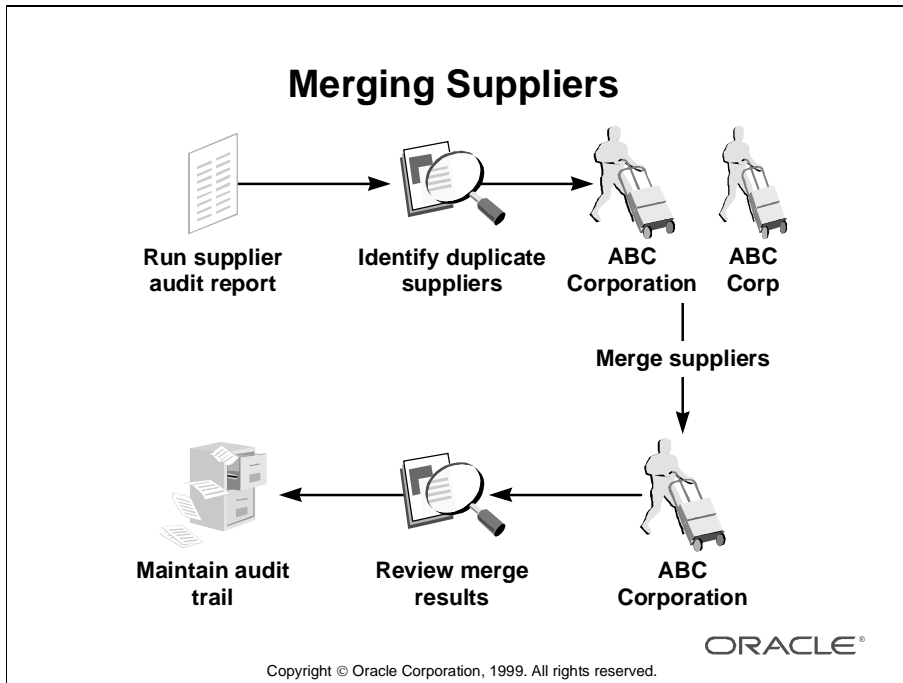 Merging Suppliers
Run supplier
audit report
Identify duplicate
suppliers
ABC
Corporation
ABC
Corp
Merge suppliers
Maintain audit
trail
Review merge
results
ABC
Corporation
ORACLE®
Copyright © Oracle Corporation, 1999. All rights reserved.